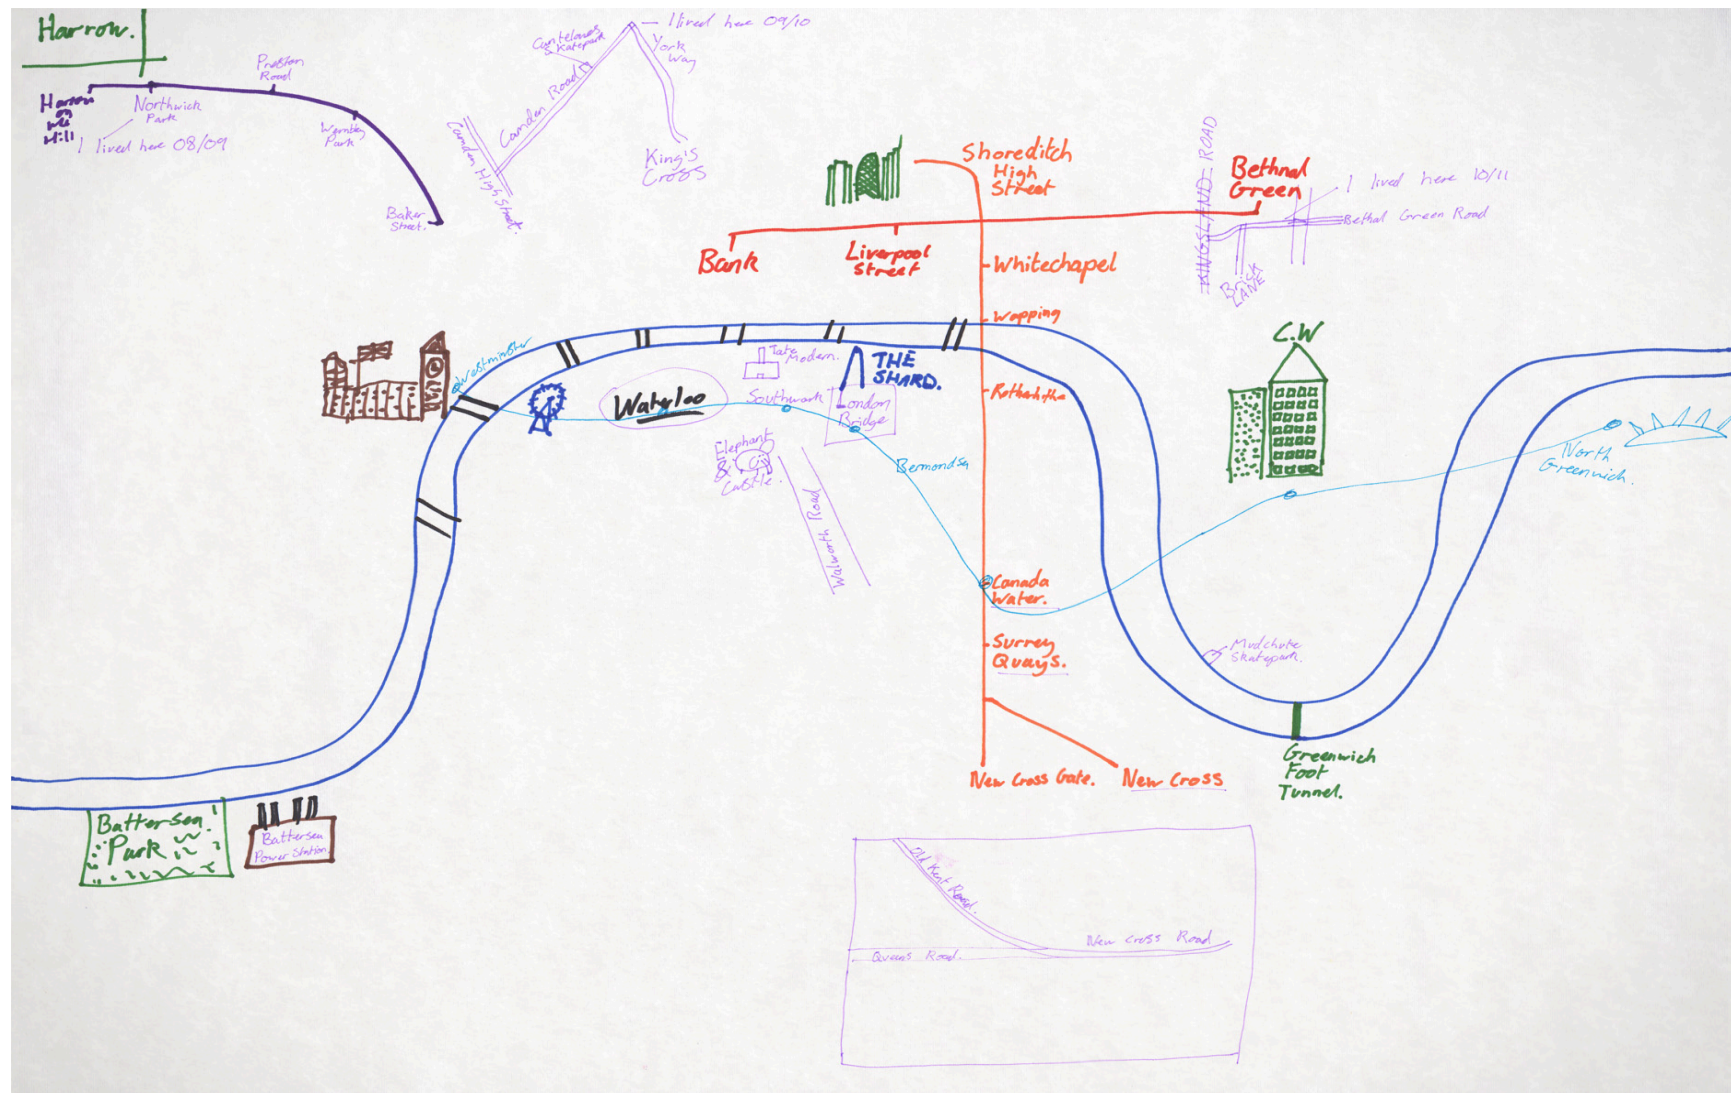 Harrow.
Harrow
on
the
Hill
Northwick
Park
I lived here 08/09
Preston
Road
Wembley
Park
Baker
Street.
Cantelowes
Skatepark
I lived here 09/10
York
Way
Camden Road
Camden High Street.
King's
Cross
Shoreditch
High
Street
Bethnal
Green
Bank
Liverpool
Street
Whitechapel
Wapping
Rotherhithe
KINGSLAND ROAD
I lived here 10/11
Bethal Green Road
BRICK
LANE
Westminster
Waterloo
Tate
Modern.
Southwark
THE
SHARD.
London
Bridge
Elephant
&
Castle.
Walworth Road
Bermondsey
C.W
North
Greenwich.
Canada
Water.
Surrey
Quays.
New Cross Gate.
New Cross
Mudchute
Skatepark.
Greenwich
Foot
Tunnel.
Battersea
Park
Battersea
Power Station.
Old Kent Road.
New Cross Road
Queens Road.